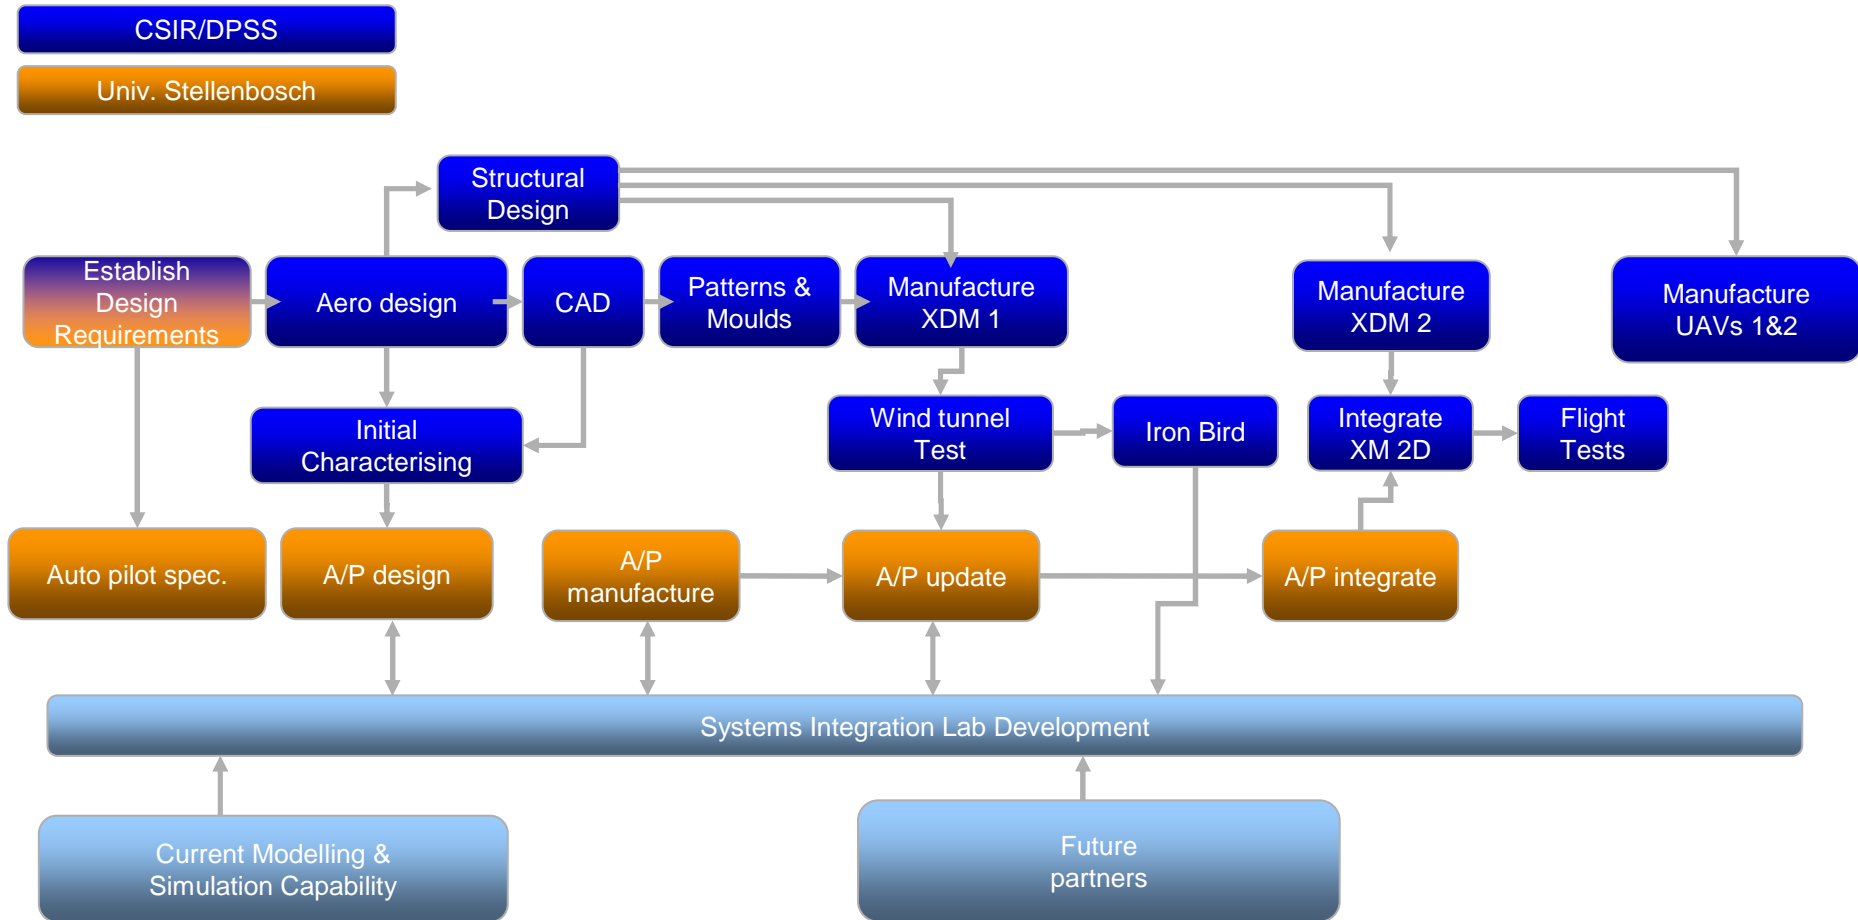 CSIR/DPSS
Univ. Stellenbosch
Structural
Design
Establish
Design
Requirements
Aero design
CAD
Patterns &
Moulds
Manufacture
XDM 1
Manufacture
XDM 2
Manufacture
UAVs 1&2
Initial
Characterising
Wind tunnel
Test
Iron Bird
Integrate
XM 2D
Flight
Tests
Auto pilot spec.
A/P design
A/P
manufacture
A/P update
A/P integrate
Systems Integration Lab Development
Current Modelling &
Simulation Capability
Future
partners